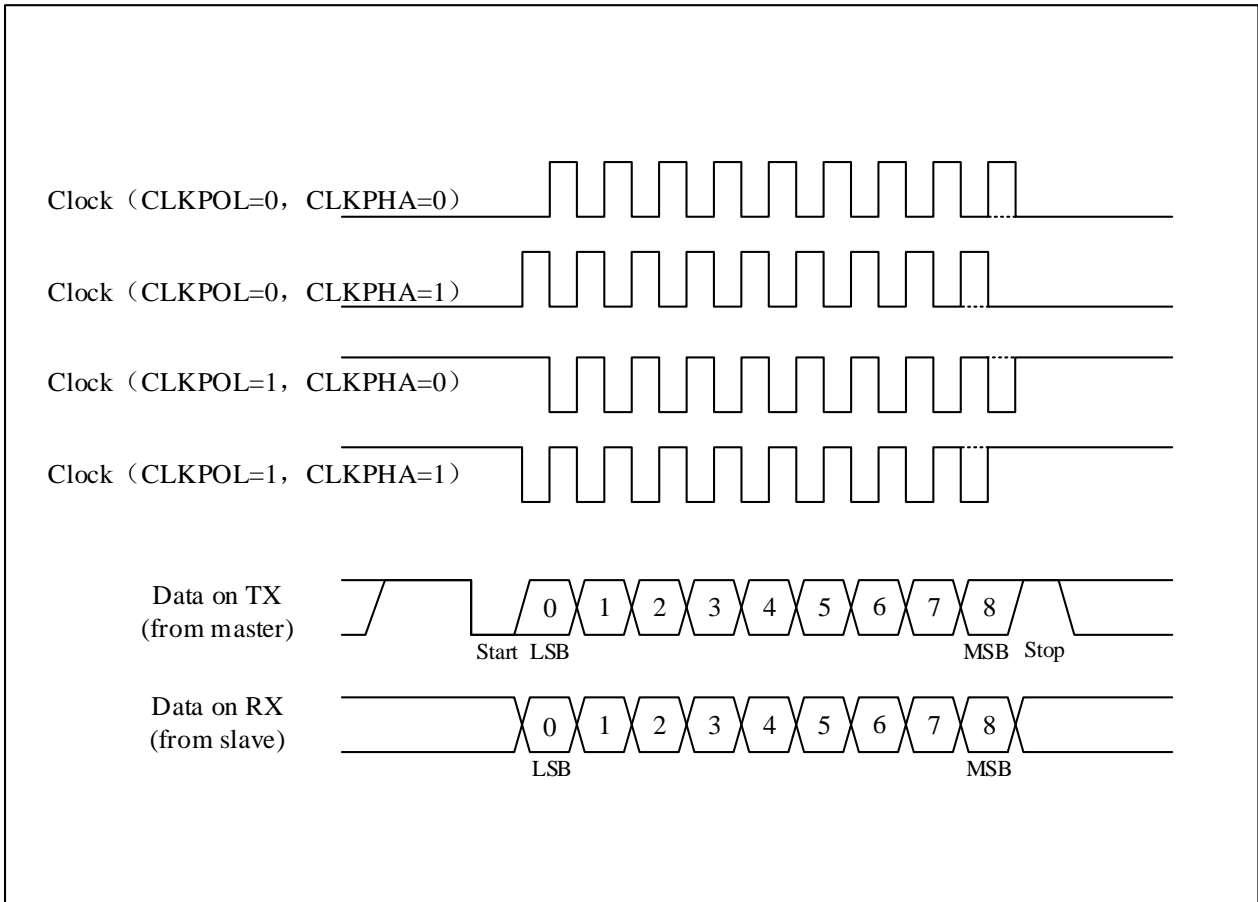 Clock（CLKPOL=0，CLKPHA=0）
Clock（CLKPOL=0，CLKPHA=1）
Clock（CLKPOL=1，CLKPHA=0）
Clock（CLKPOL=1，CLKPHA=1）
Data on TX
(from master)
0 1 2 3 4 5 6 7 8
Start LSB MSB Stop
Data on RX
(from slave)
0 1 2 3 4 5 6 7 8
LSB MSB